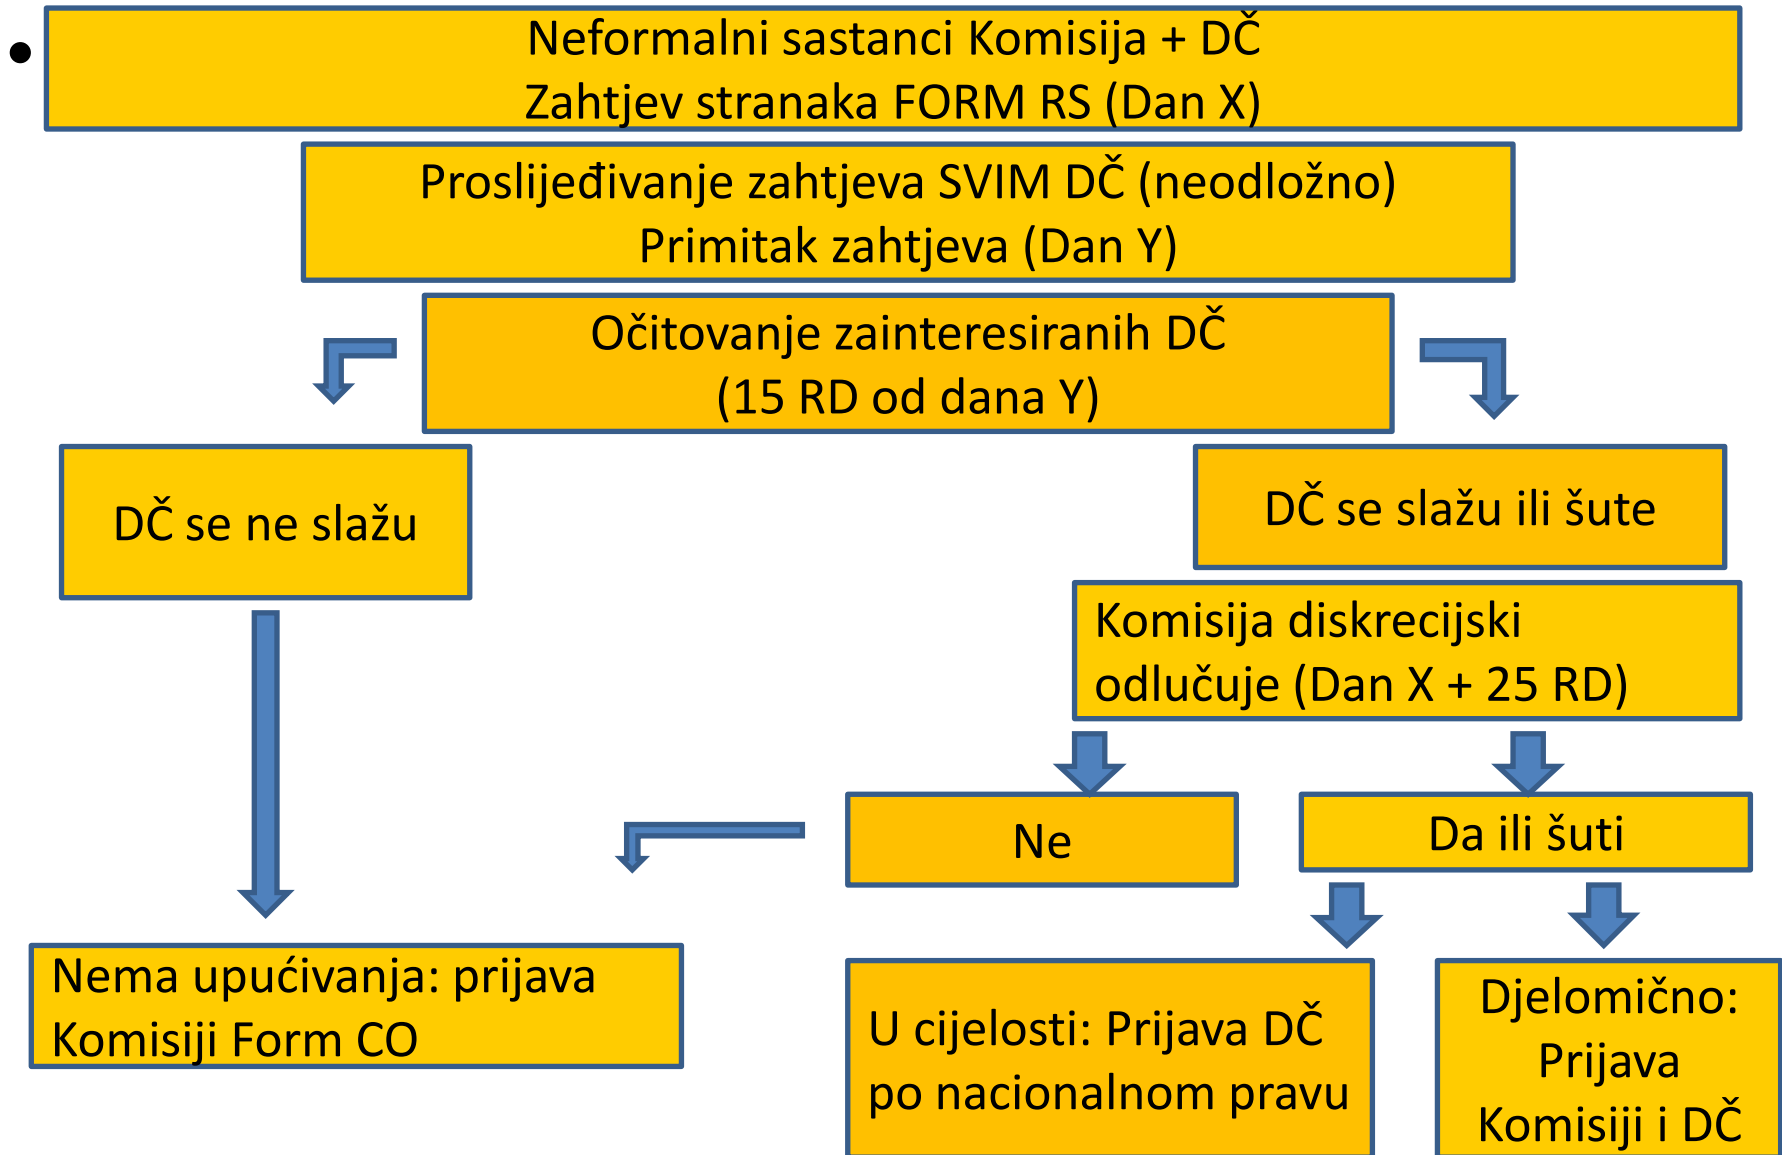 • Neformalni sastanci Komisija + DČ
Zahtjev stranaka FORM RS (Dan X)
Proslijeđivanje zahtjeva SVIM DČ (neodložno)
Primitak zahtjeva (Dan Y)
Očitovanje zainteresiranih DČ
(15 RD od dana Y)
DČ se ne slažu
DČ se slažu ili šute
Komisija diskrecijski
odlučuje (Dan X + 25 RD)
Ne
Da ili šuti
Nema upućivanja: prijava
Komisiji Form CO
U cijelosti: Prijava DČ
po nacionalnom pravu
Djelomično:
Prijava
Komisiji i DČ